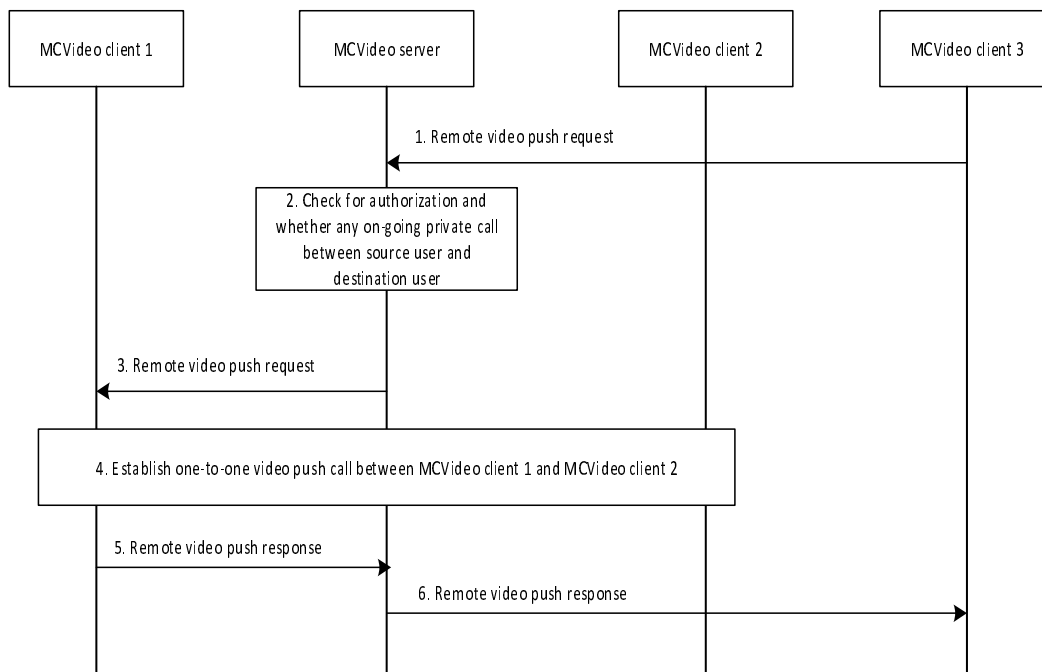 MCVideo client 1
MCVideo server
MCVideo client 2
MCVideo client 3
1. Remote video push request
2. Check for authorization and
whether any on-going private call
between source user and
destination user
3. Remote video push request
4. Establish one-to-one video push call between MCVideo client 1 and MCVideo client 2
5. Remote video push response
6. Remote video push response